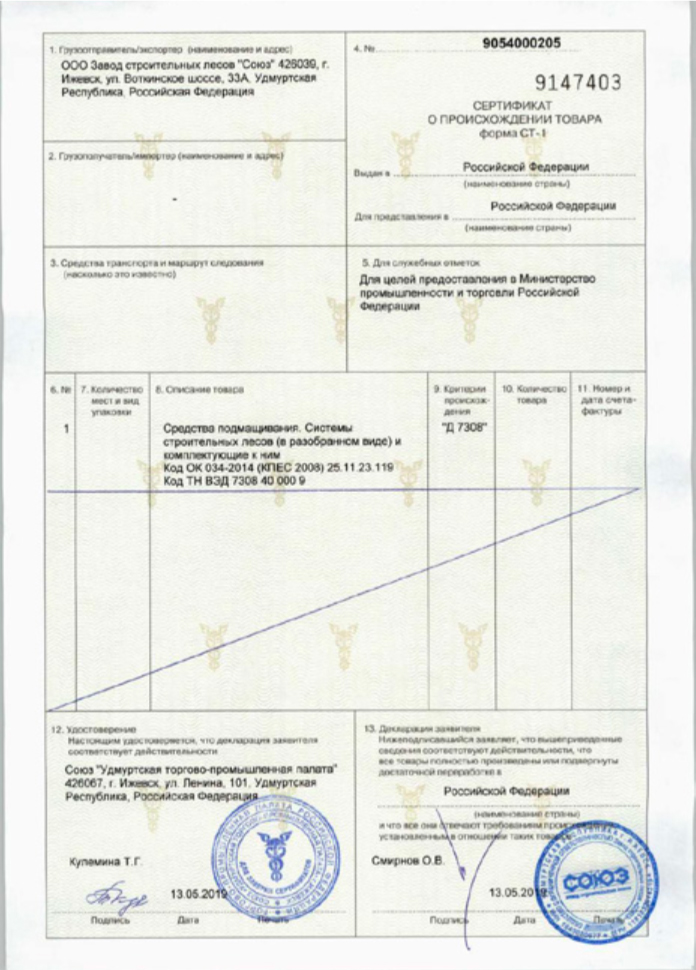 1. Грузоотправитель/экспортер (наименование и адрес)
ООО Завод строительных лесов "Союз" 426039, г.
Ижевск, ул. Воткинское шоссе, 33А, Удмуртская
Республика, Российская Федерация
2. Грузополучатель/импортер (наименование и адрес)
-
3. Средства транспорта и маршрут следования
(насколько это известно)
4. №
9054000205
9147403
СЕРТИФИКАТ
О ПРОИСХОЖДЕНИИ ТОВАРА
форма СТ-1
Выдан в Российской Федерации
(наименование страны)
Для представления в Российской Федерации
(наименование страны)
5. Для служебных отметок
Для целей предоставления в Министерство
промышленности и торговли Российской
Федерации
6. №
7. Количество
мест и вид
упаковки
8. Описание товара
9. Критерии
происхож-
дения
10. Количество
товара
11. Номер и
дата счета-
фактуры
1
Средства подмащивания. Системы
строительных лесов (в разобранном виде) и
комплектующие к ним
Код ОК 034-2014 (КПЕС 2008) 25.11.23.119
Код ТН ВЭД 7308 40 000 9
"Д 7308"
12. Удостоверение
Настоящим удостоверяется, что декларация заявителя
соответствует действительности
Союз "Удмуртская торгово-промышленная палата"
426067, г. Ижевск, ул. Ленина, 101, Удмуртская
Республика, Российская Федерация
Кулемина Т.Г.
13.05.2019
Подпись Дата Печать
13. Декларация заявителя
Нижеподписавшийся заявляет, что вышеприведенные
сведения соответствуют действительности, что
все товары полностью произведены или подвергнуты
достаточной переработке в
Российской Федерации
(наименование страны)
и что все они отвечают требованиям
установленным в отношении таких товаров
Смирнов О.В.
13.05.2019
Подпись Дата Печать
СОЮЗ